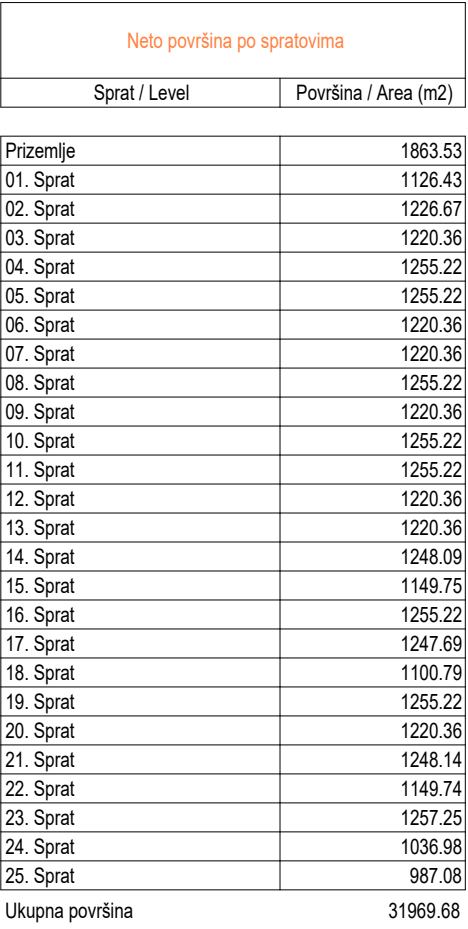 Neto površina po spratovima
Sprat / Level Površina / Area (m2)
Prizemlje 1863.53
01. Sprat 1126.43
02. Sprat 1226.67
03. Sprat 1220.36
04. Sprat 1255.22
05. Sprat 1255.22
06. Sprat 1220.36
07. Sprat 1220.36
08. Sprat 1255.22
09. Sprat 1220.36
10. Sprat 1255.22
11. Sprat 1255.22
12. Sprat 1220.36
13. Sprat 1220.36
14. Sprat 1248.09
15. Sprat 1149.75
16. Sprat 1255.22
17. Sprat 1247.69
18. Sprat 1100.79
19. Sprat 1255.22
20. Sprat 1220.36
21. Sprat 1248.14
22. Sprat 1149.74
23. Sprat 1257.25
24. Sprat 1036.98
25. Sprat 987.08
Ukupna površina 31969.68